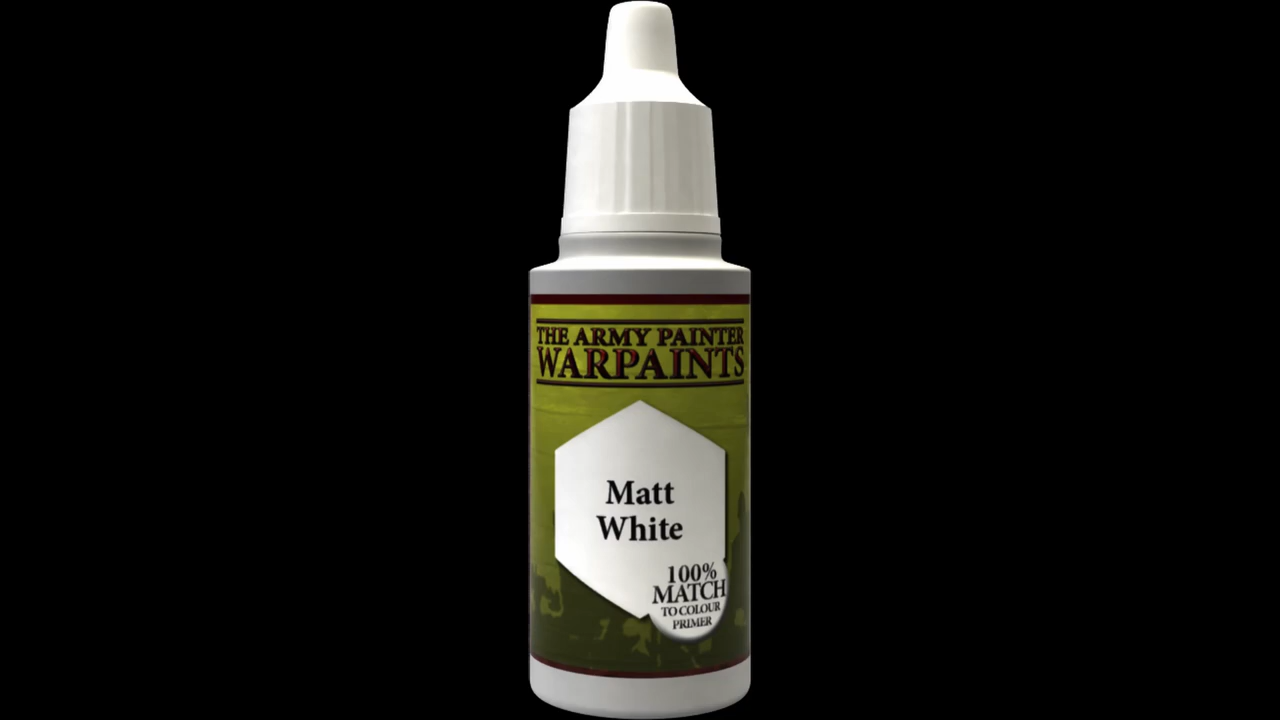 THE ARMY PAINTER
WARPAINTS
Matt
White
100%
MATCH
TO COLOUR
PRIMER